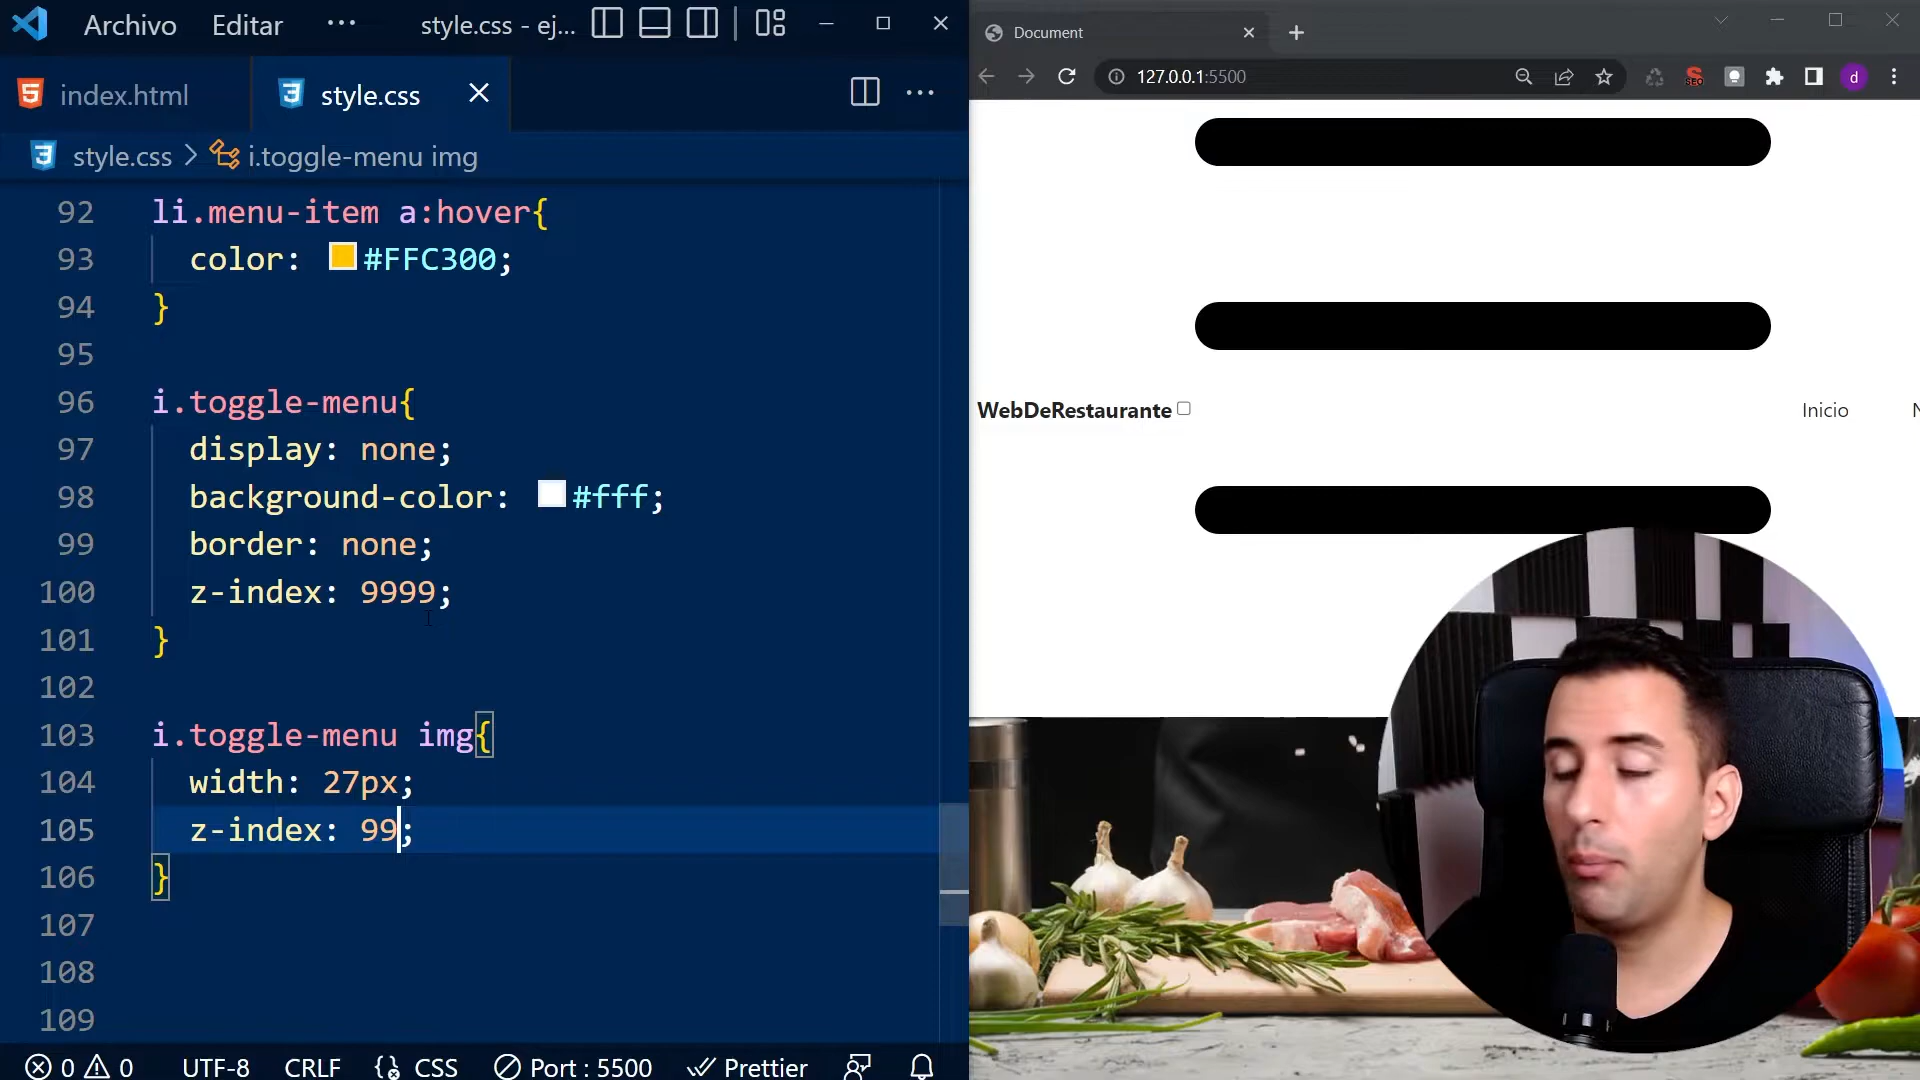 Archivo Editar ··· style.css - ej...
index.html style.css
style.css > i.toggle-menu img
92 li.menu-item a:hover{
93 color: #FFC300;
94 }
95
96 i.toggle-menu{
97 display: none;
98 background-color: #fff;
99 border: none;
100 z-index: 9999;
101 }
102
103 i.toggle-menu img{
104 width: 27px;
105 z-index: 99;
106 }
107
108
109
0 0 UTF-8 CRLF CSS Port : 5500 Prettier
Document
127.0.0.1:5500
SEO
d
WebDeRestaurante
Inicio
N